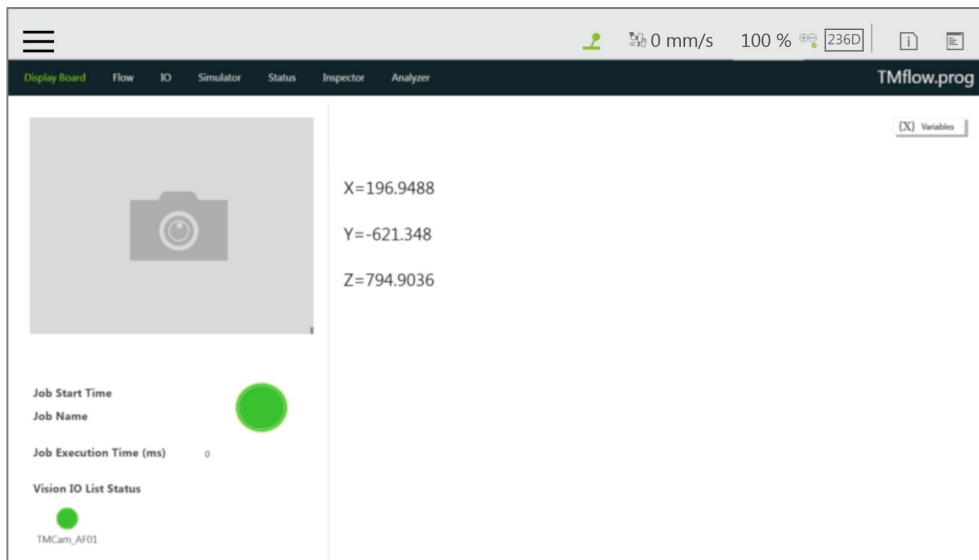 0 mm/s 100 % 236D
Display Board Flow IO Simulator Status Inspector Analyzer TMflow.prog
{X} Variables
X=196.9488
Y=-621.348
Z=794.9036
Job Start Time
Job Name
Job Execution Time (ms) 0
Vision IO List Status
TMCam_AF01